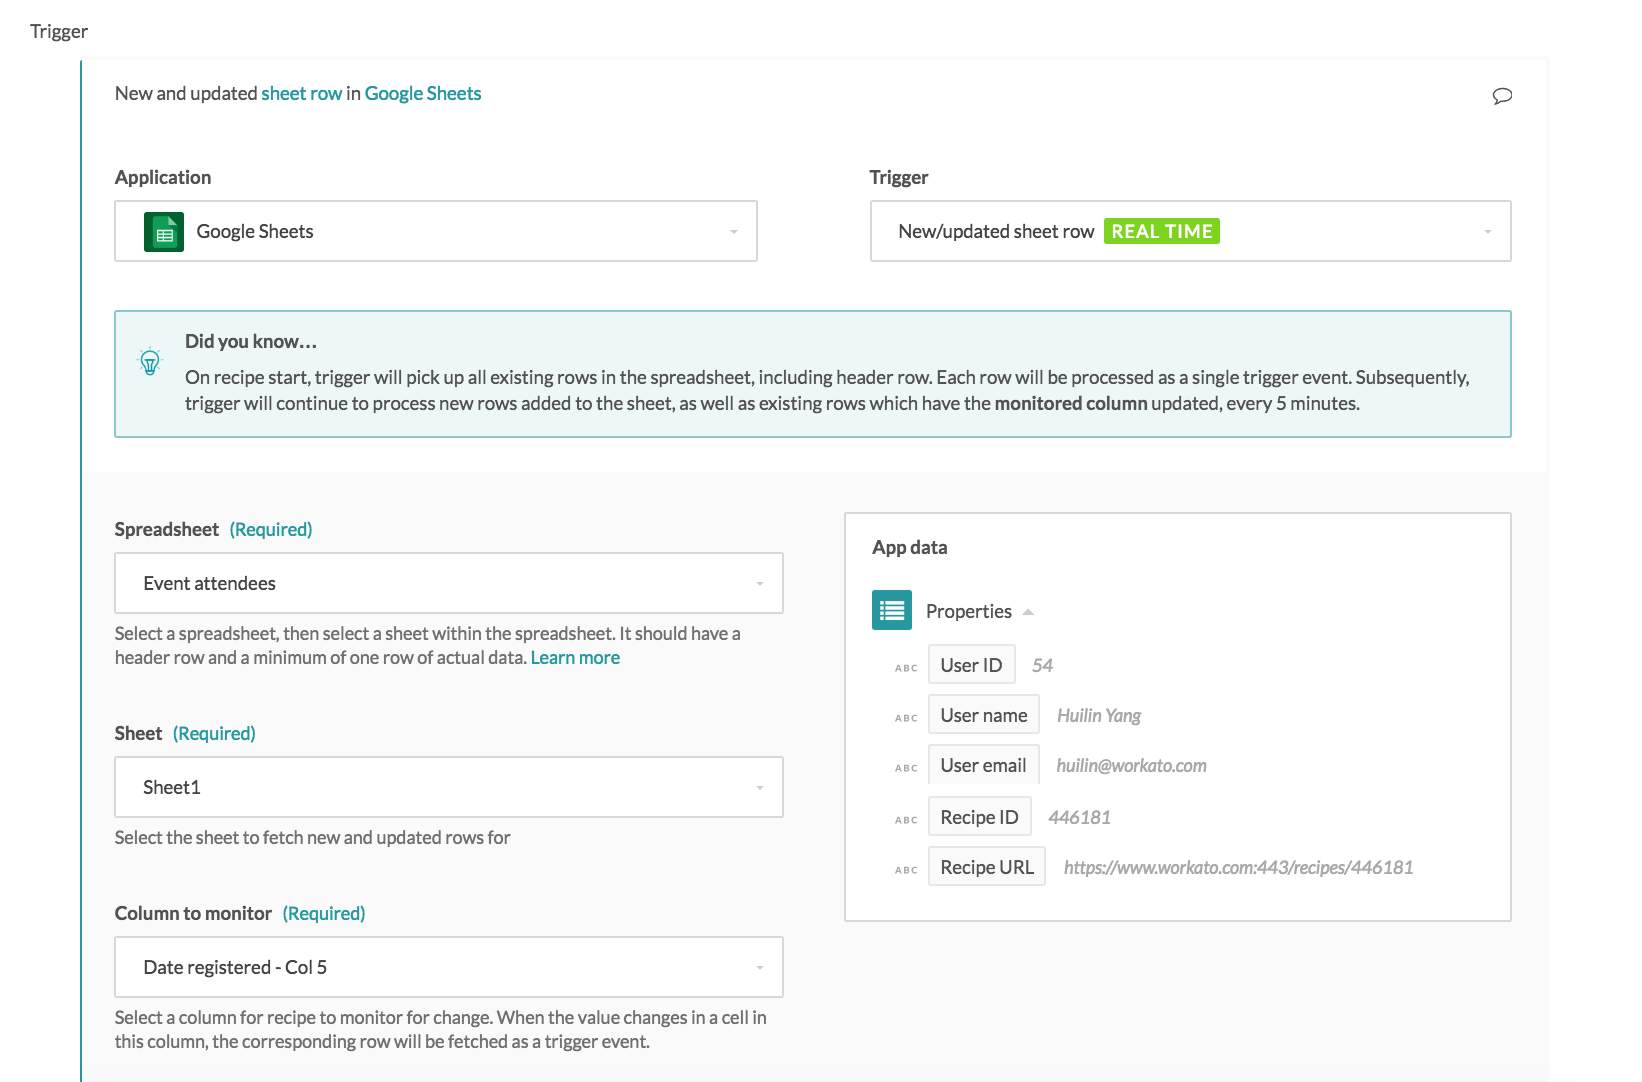 Trigger
New and updated sheet row in Google Sheets
Application
Trigger
Google Sheets
New/updated sheet row REAL TIME
Did you know...
On recipe start, trigger will pick up all existing rows in the spreadsheet, including header row. Each row will be processed as a single trigger event. Subsequently,
trigger will continue to process new rows added to the sheet, as well as existing rows which have the monitored column updated, every 5 minutes.
Spreadsheet (Required)
Event attendees
Select a spreadsheet, then select a sheet within the spreadsheet. It should have a
header row and a minimum of one row of actual data. Learn more
Sheet (Required)
Sheet1
Select the sheet to fetch new and updated rows for
Column to monitor (Required)
Date registered - Col 5
Select a column for recipe to monitor for change. When the value changes in a cell in
this column, the corresponding row will be fetched as a trigger event.
App data
Properties
ABC User ID 54
ABC User name Huilin Yang
ABC User email huilin@workato.com
ABC Recipe ID 446181
ABC Recipe URL https://www.workato.com:443/recipes/446181